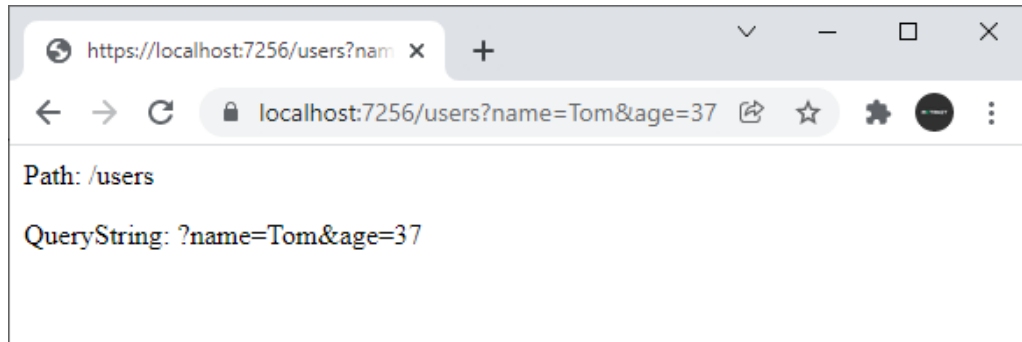 https://localhost:7256/users?nam
localhost:7256/users?name=Tom&age=37
Path: /users
QueryString: ?name=Tom&age=37